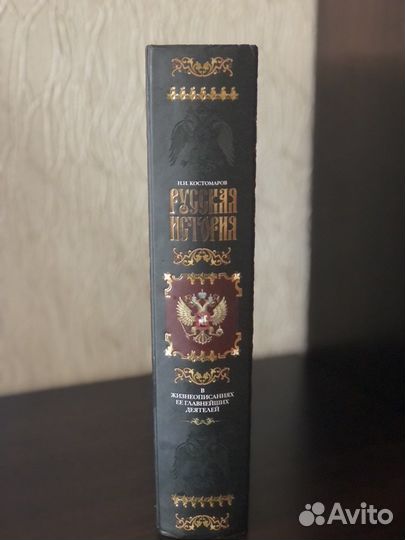 Н.И. КОСТОМАРОВ
РУССКАЯ
ИСТОРИЯ
В
ЖИЗНЕОПИСАНИЯХ
ЕЕ ГЛАВНЕЙШИХ
ДЕЯТЕЛЕЙ
Avito